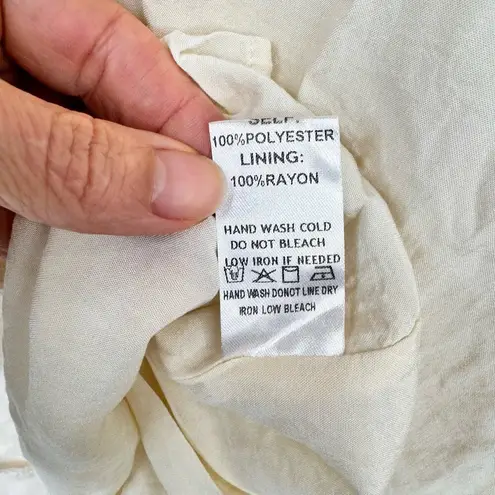 SELF:
100%POLYESTER
LINING:
100%RAYON
HAND WASH COLD
DO NOT BLEACH
LOW IRON IF NEEDED
HAND WASH DONOT LINE DRY
IRON LOW BLEACH